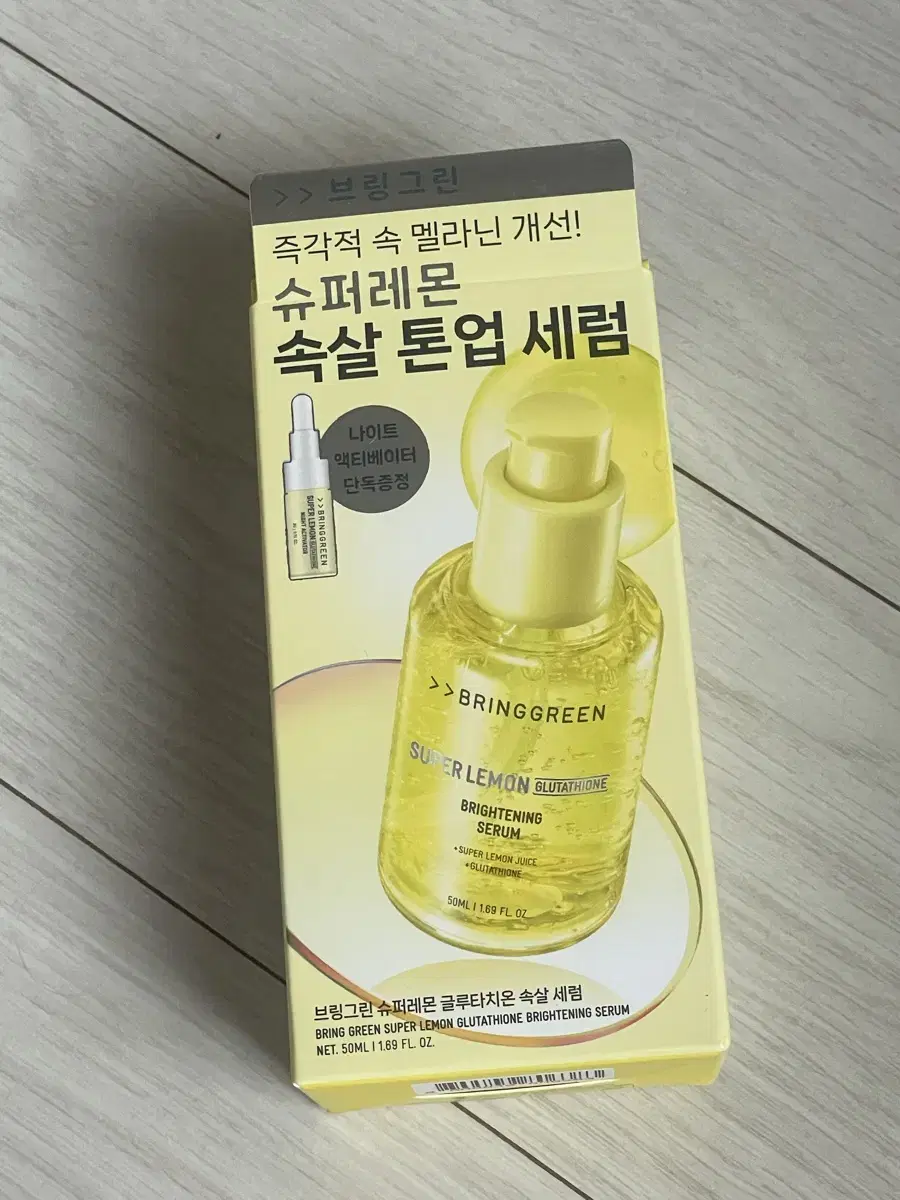 >> 브링그린
즉각적 속 멜라닌 개선!
슈퍼레몬
속살 톤업 세럼
나이트
액티베이터
단독증정
>>BRINGGREEN
SUPER LEMON GLUTATHIONE
NIGHT ACTIVATOR
>>BRINGGREEN
SUPER LEMON GLUTATHIONE
BRIGHTENING
SERUM
+SUPER LEMON JUICE
+GLUTATHIONE
50ML | 1.69 FL. OZ.
브링그린 슈퍼레몬 글루타치온 속살 세럼
BRING GREEN SUPER LEMON GLUTATHIONE BRIGHTENING SERUM
NET. 50ML | 1.69 FL. OZ.